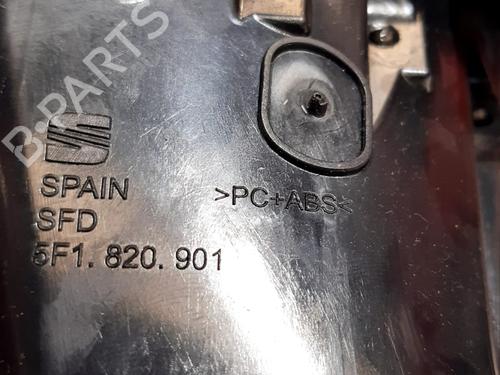 B-PARTS
SPAIN
SFD
5F1. 820. 901
>PC+ABS<